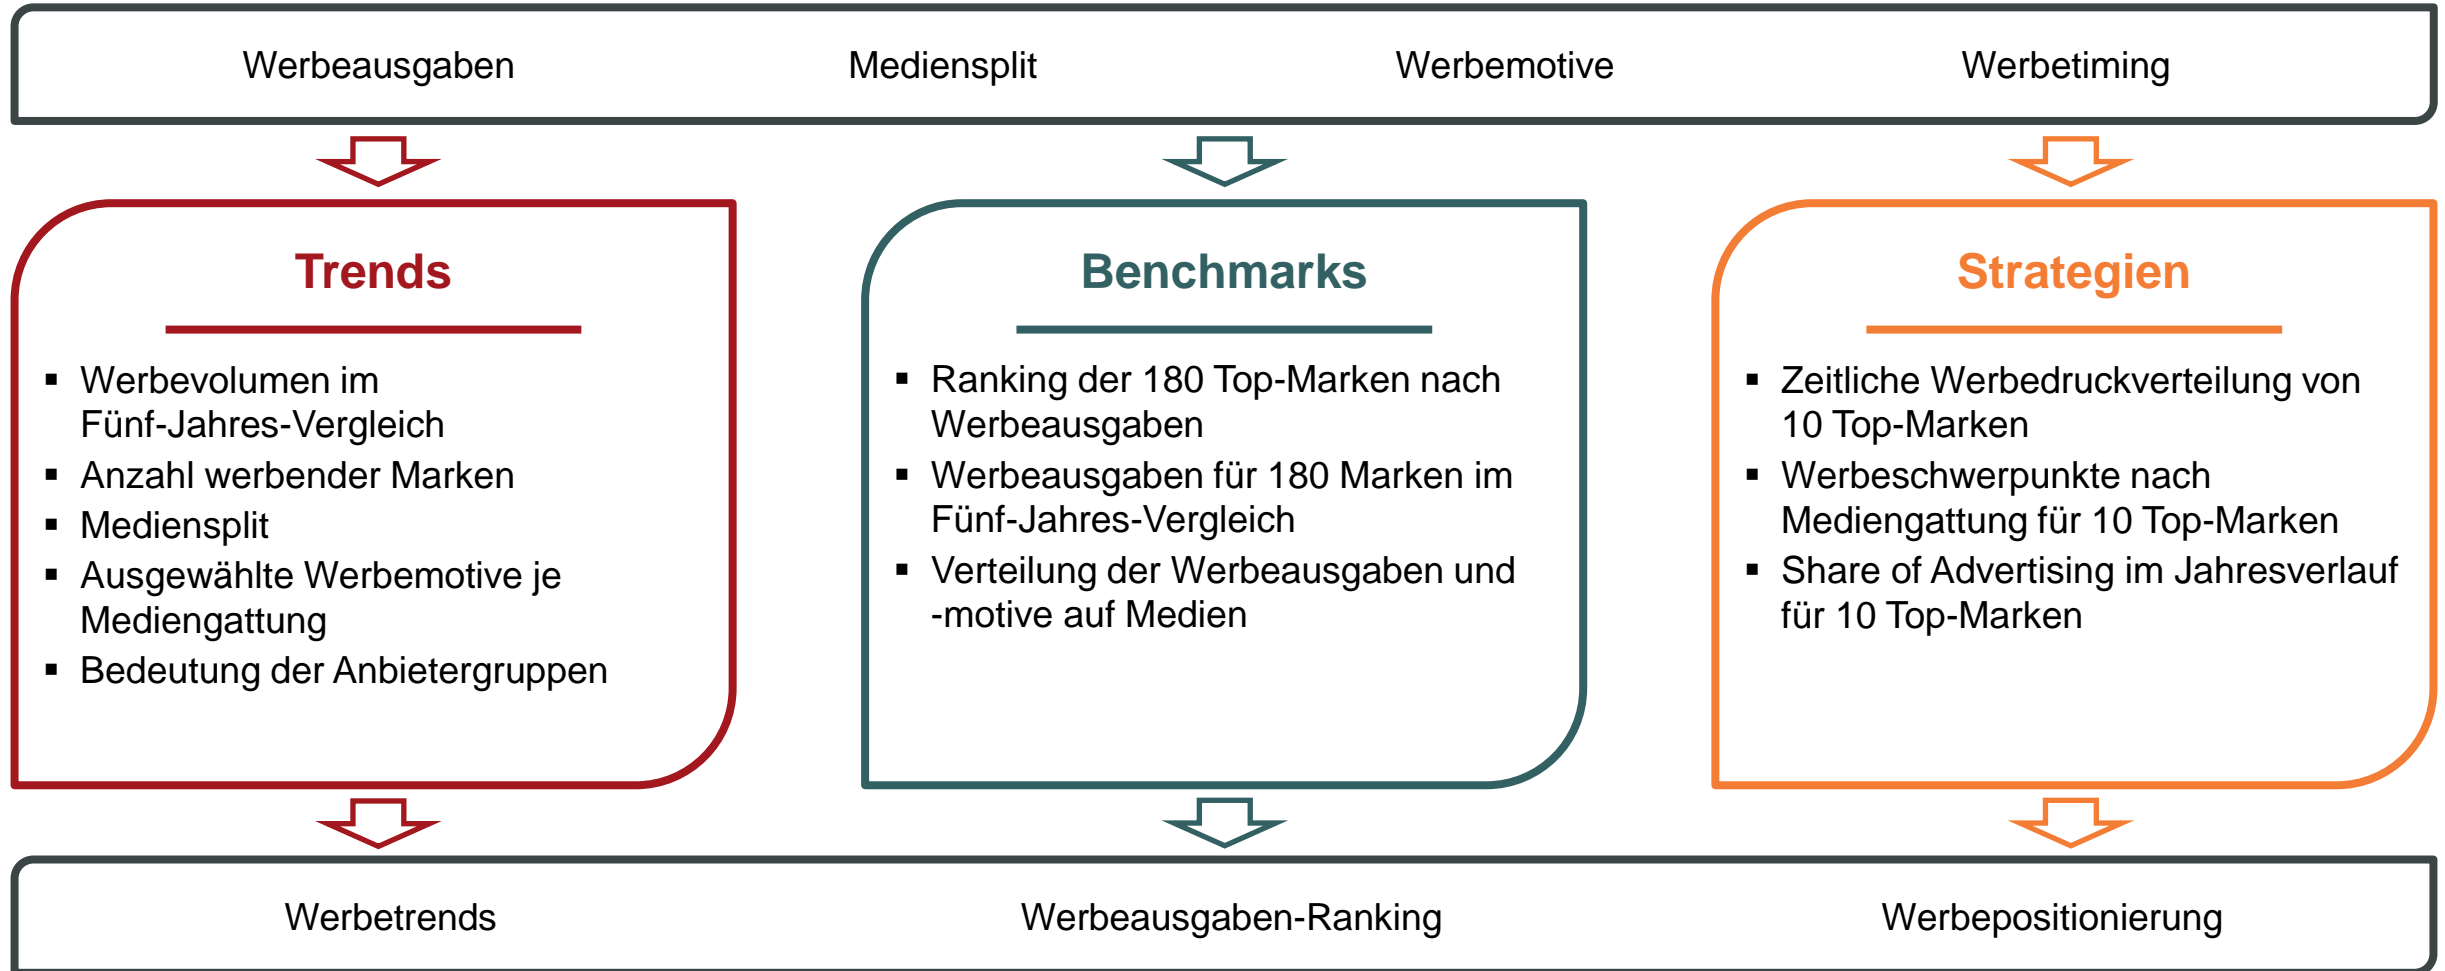 Werbeausgaben Mediensplit Werbemotive Werbetiming
Trends
▪ Werbevolumen im
Fünf-Jahres-Vergleich
▪ Anzahl werbender Marken
▪ Mediensplit
▪ Ausgewählte Werbemotive je
Mediengattung
▪ Bedeutung der Anbietergruppen
Benchmarks
▪ Ranking der 180 Top-Marken nach
Werbeausgaben
▪ Werbeausgaben für 180 Marken im
Fünf-Jahres-Vergleich
▪ Verteilung der Werbeausgaben und
-motive auf Medien
Strategien
▪ Zeitliche Werbedruckverteilung von
10 Top-Marken
▪ Werbeschwerpunkte nach
Mediengattung für 10 Top-Marken
▪ Share of Advertising im Jahresverlauf
für 10 Top-Marken
Werbetrends Werbeausgaben-Ranking Werbepositionierung